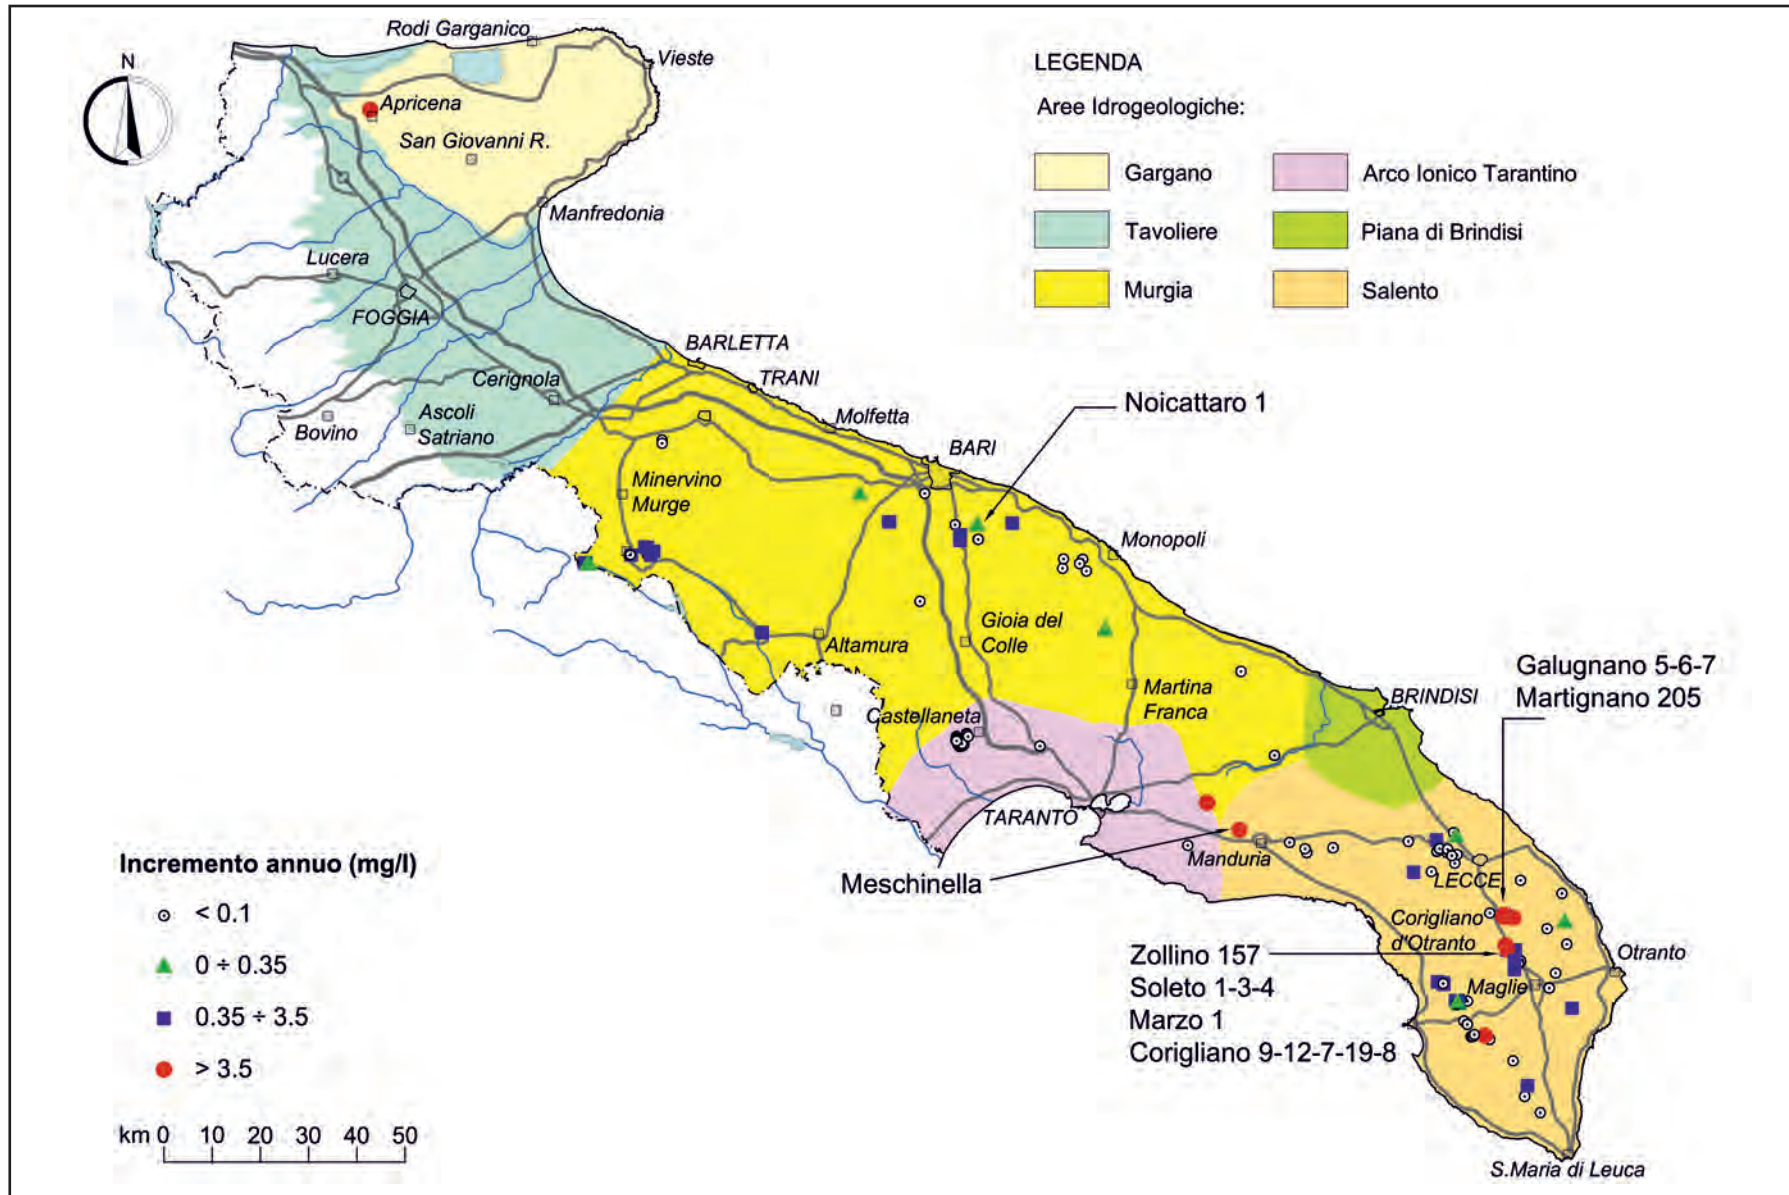 N
Rodi Garganico
Vieste
Apricena
San Giovanni R.
Manfredonia
Lucera
FOGGIA
BARLETTA
TRANI
Cerignola
Molfetta
Bovino
Ascoli
Satriano
BARI
Minervino
Murge
Monopoli
Noicattaro 1
Gioia del
Colle
Altamura
Martina
Franca
Castellaneta
BRINDISI
TARANTO
Manduria
LECCE
Meschinella
Corigliano
d'Otranto
Otranto
Maglie
S.Maria di Leuca
Galugnano 5-6-7
Martignano 205
Zollino 157
Soleto 1-3-4
Marzo 1
Corigliano 9-12-7-19-8
LEGENDA
Aree Idrogeologiche:
Gargano
Tavoliere
Murgia
Arco Ionico Tarantino
Piana di Brindisi
Salento
Incremento annuo (mg/l)
< 0.1
0 ÷ 0.35
0.35 ÷ 3.5
> 3.5
km 0 10 20 30 40 50